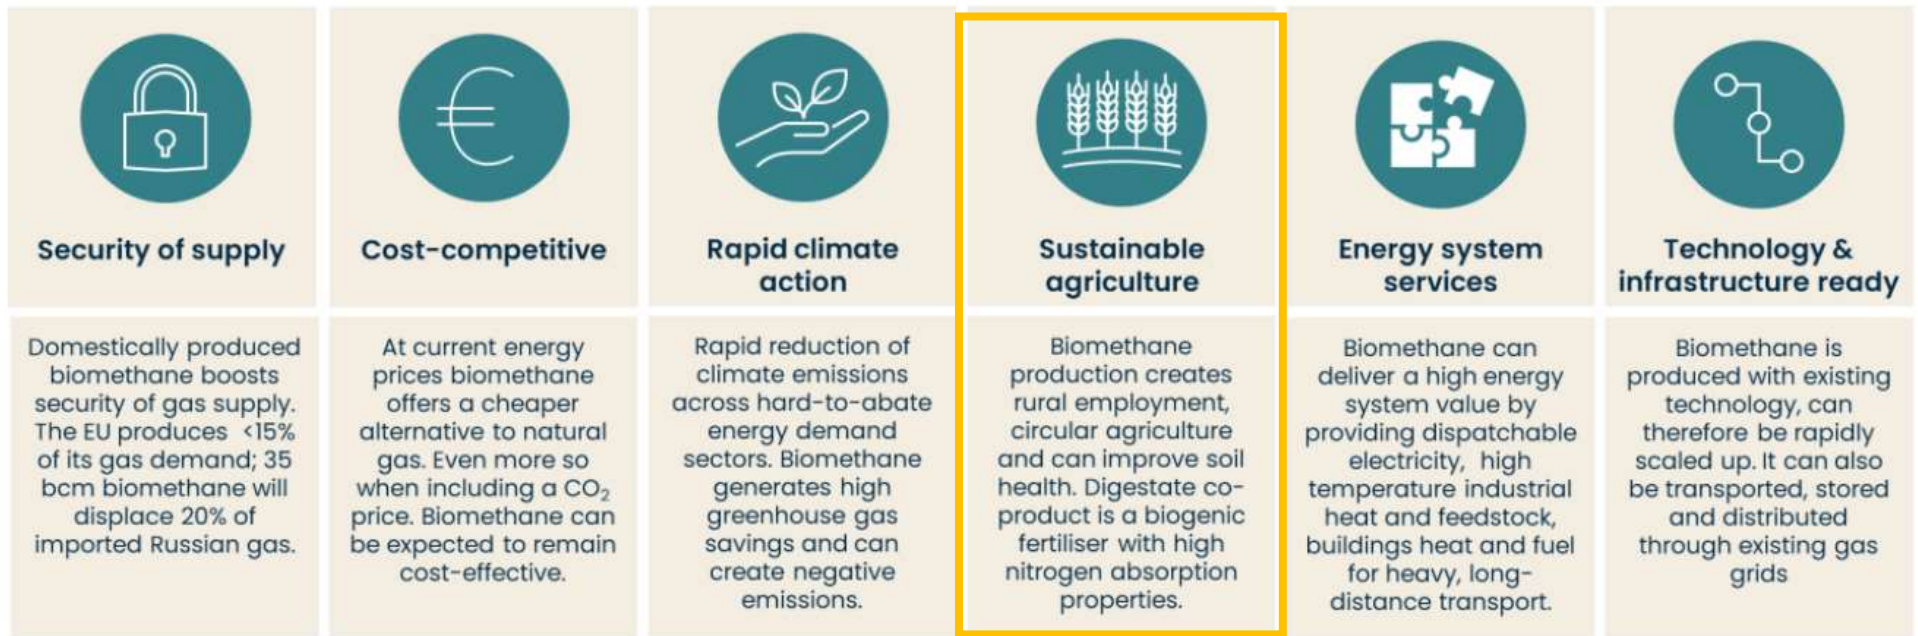 Security of supply
Domestically produced
biomethane boosts
security of gas supply.
The EU produces <15%
of its gas demand; 35
bcm biomethane will
displace 20% of
imported Russian gas.
Cost-competitive
At current energy
prices biomethane
offers a cheaper
alternative to natural
gas. Even more so
when including a CO₂
price. Biomethane can
be expected to remain
cost-effective.
Rapid climate
action
Rapid reduction of
climate emissions
across hard-to-abate
energy demand
sectors. Biomethane
generates high
greenhouse gas
savings and can
create negative
emissions.
Sustainable
agriculture
Biomethane
production creates
rural employment,
circular agriculture
and can improve soil
health. Digestate co-
product is a biogenic
fertiliser with high
nitrogen absorption
properties.
Energy system
services
Biomethane can
deliver a high energy
system value by
providing dispatchable
electricity, high
temperature industrial
heat and feedstock,
buildings heat and fuel
for heavy, long-
distance transport.
Technology &
infrastructure ready
Biomethane is
produced with existing
technology, can
therefore be rapidly
scaled up. It can also
be transported, stored
and distributed
through existing gas
grids